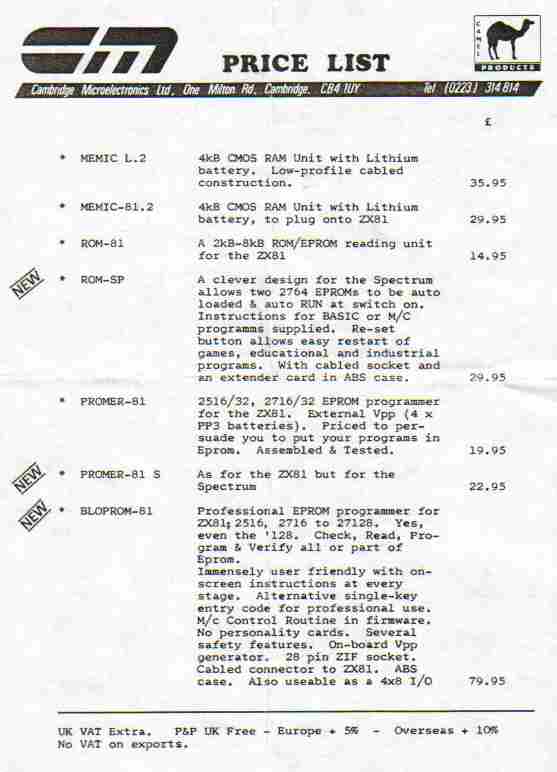 CM PRICE LIST
CAMEL
PRODUCTS
Cambridge Microelectronics Ltd, One Milton Rd, Cambridge, CB4 1UY Tel (0223) 314814
£
* MEMIC L.2 4kB CMOS RAM Unit with Lithium
battery. Low-profile cabled
construction. 35.95
* MEMIC-81.2 4kB CMOS RAM Unit with Lithium
battery, to plug onto ZX81 29.95
* ROM-81 A 2kB-8kB ROM/EPROM reading unit
for the ZX81 14.95
NEW * ROM-SP A clever design for the Spectrum
allows two 2764 EPROMs to be auto
loaded & auto RUN at switch on.
Instructions for BASIC or M/C
programms supplied. Re-set
button allows easy restart of
games, educational and industrial
programs. With cabled socket and
an extender card in ABS case. 29.95
* PROMER-81 2516/32, 2716/32 EPROM programmer
for the ZX81. External Vpp (4 x
PP3 batteries). Priced to per-
suade you to put your programs in
Eprom. Assembled & Tested. 19.95
NEW * PROMER-81 S As for the ZX81 but for the
Spectrum 22.95
NEW * BLOPROM-81 Professional EPROM programmer for
ZX81; 2516, 2716 to 27128. Yes,
even the '128. Check, Read, Pro-
gram & Verify all or part of
Eprom.
Immensely user friendly with on-
screen instructions at every
stage. Alternative single-key
entry code for professional use.
M/c Control Routine in firmware.
No personality cards. Several
safety features. On-board Vpp
generator. 28 pin ZIF socket.
Cabled connector to ZX81. ABS
case. Also useable as a 4x8 I/O 79.95
UK VAT Extra. P&P UK Free - Europe + 5% - Overseas + 10%
No VAT on exports.